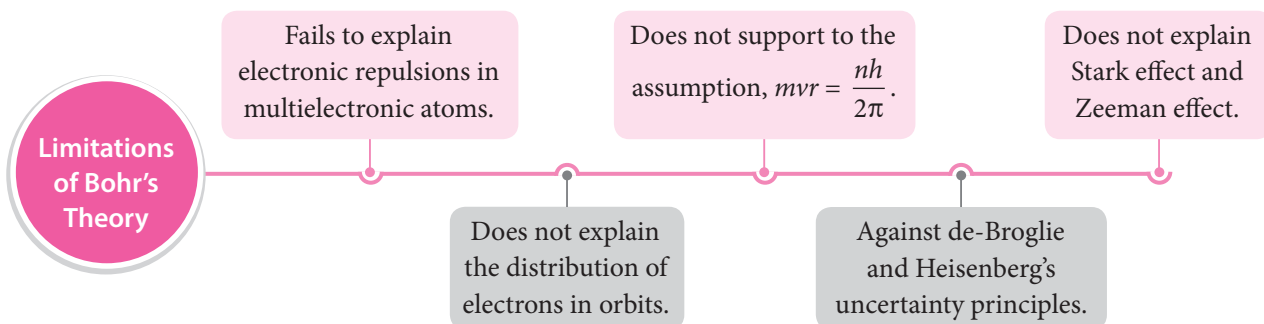 Limitations
of Bohr's
Theory
Fails to explain
electronic repulsions in
multielectronic atoms.
Does not explain
the distribution of
electrons in orbits.
Does not support to the
assumption, mvr = nh/2π.
Against de-Broglie
and Heisenberg's
uncertainty principles.
Does not explain
Stark effect and
Zeeman effect.